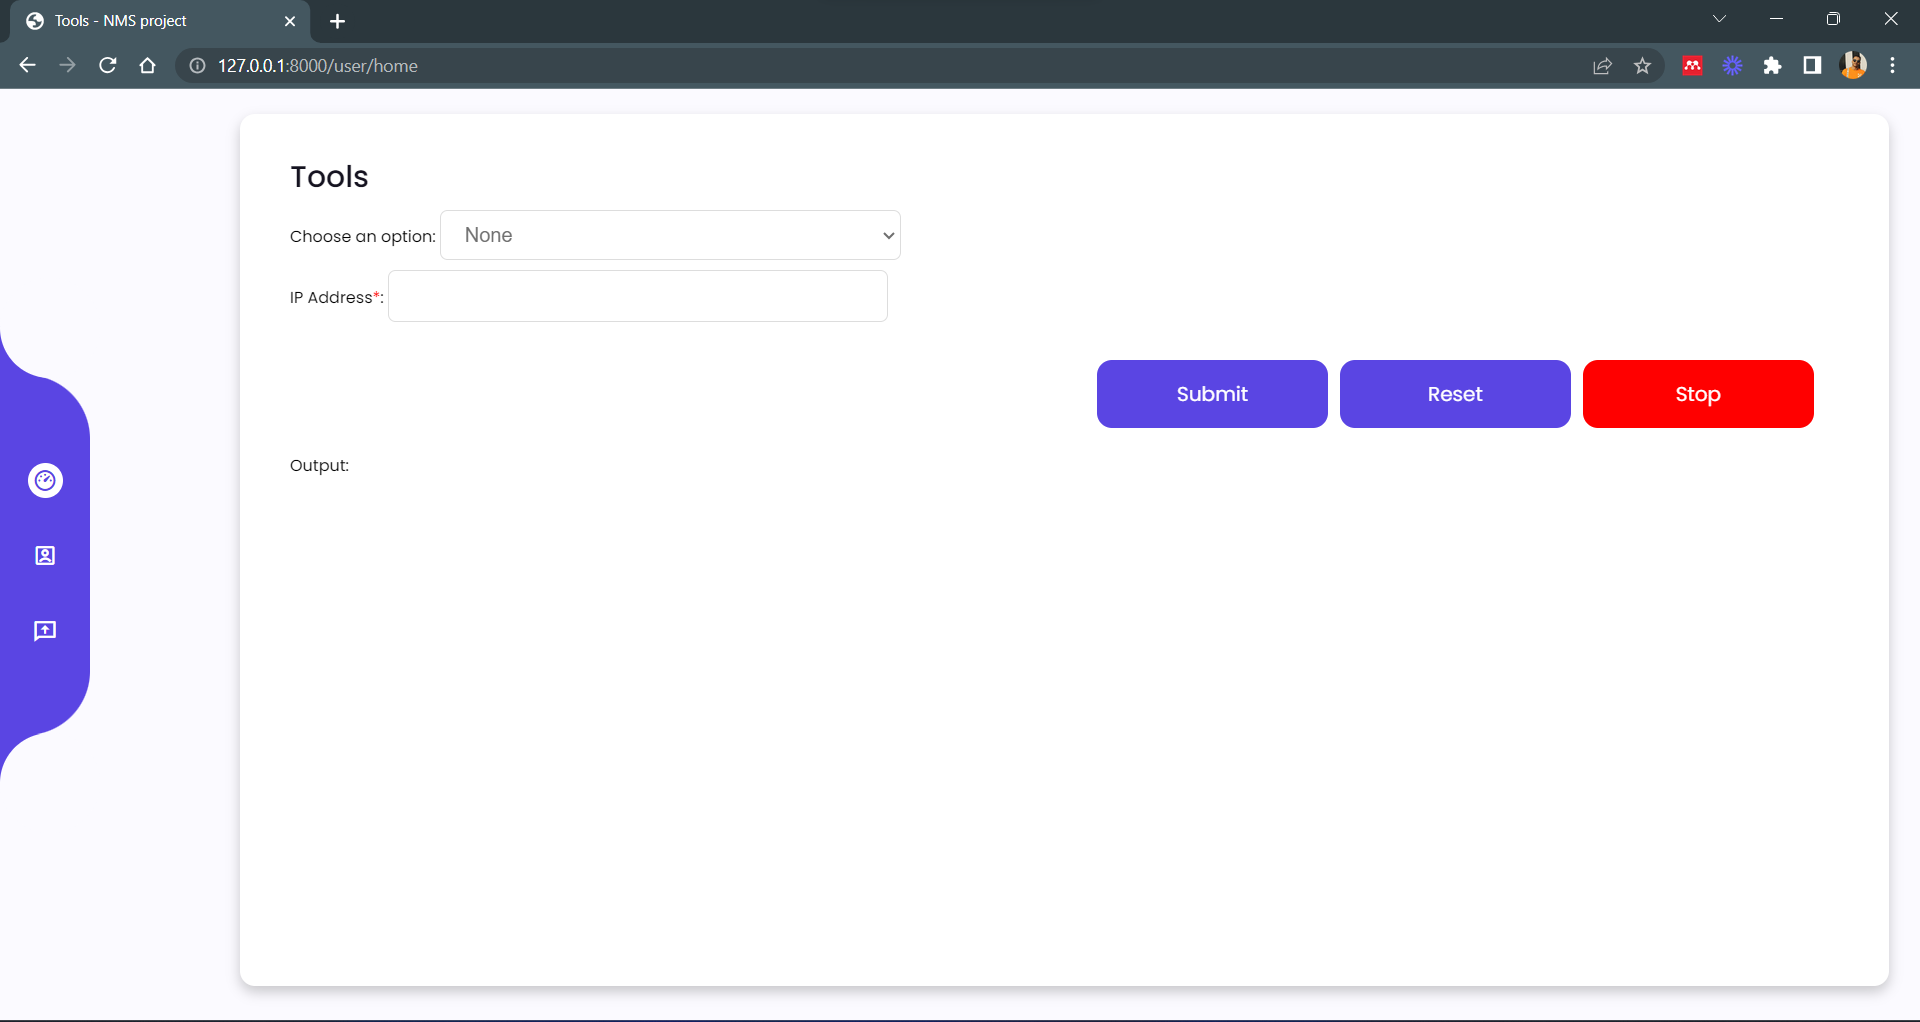 Tools - NMS project
127.0.0.1:8000/user/home
Tools
Choose an option: None
IP Address*:
Submit Reset Stop
Output: